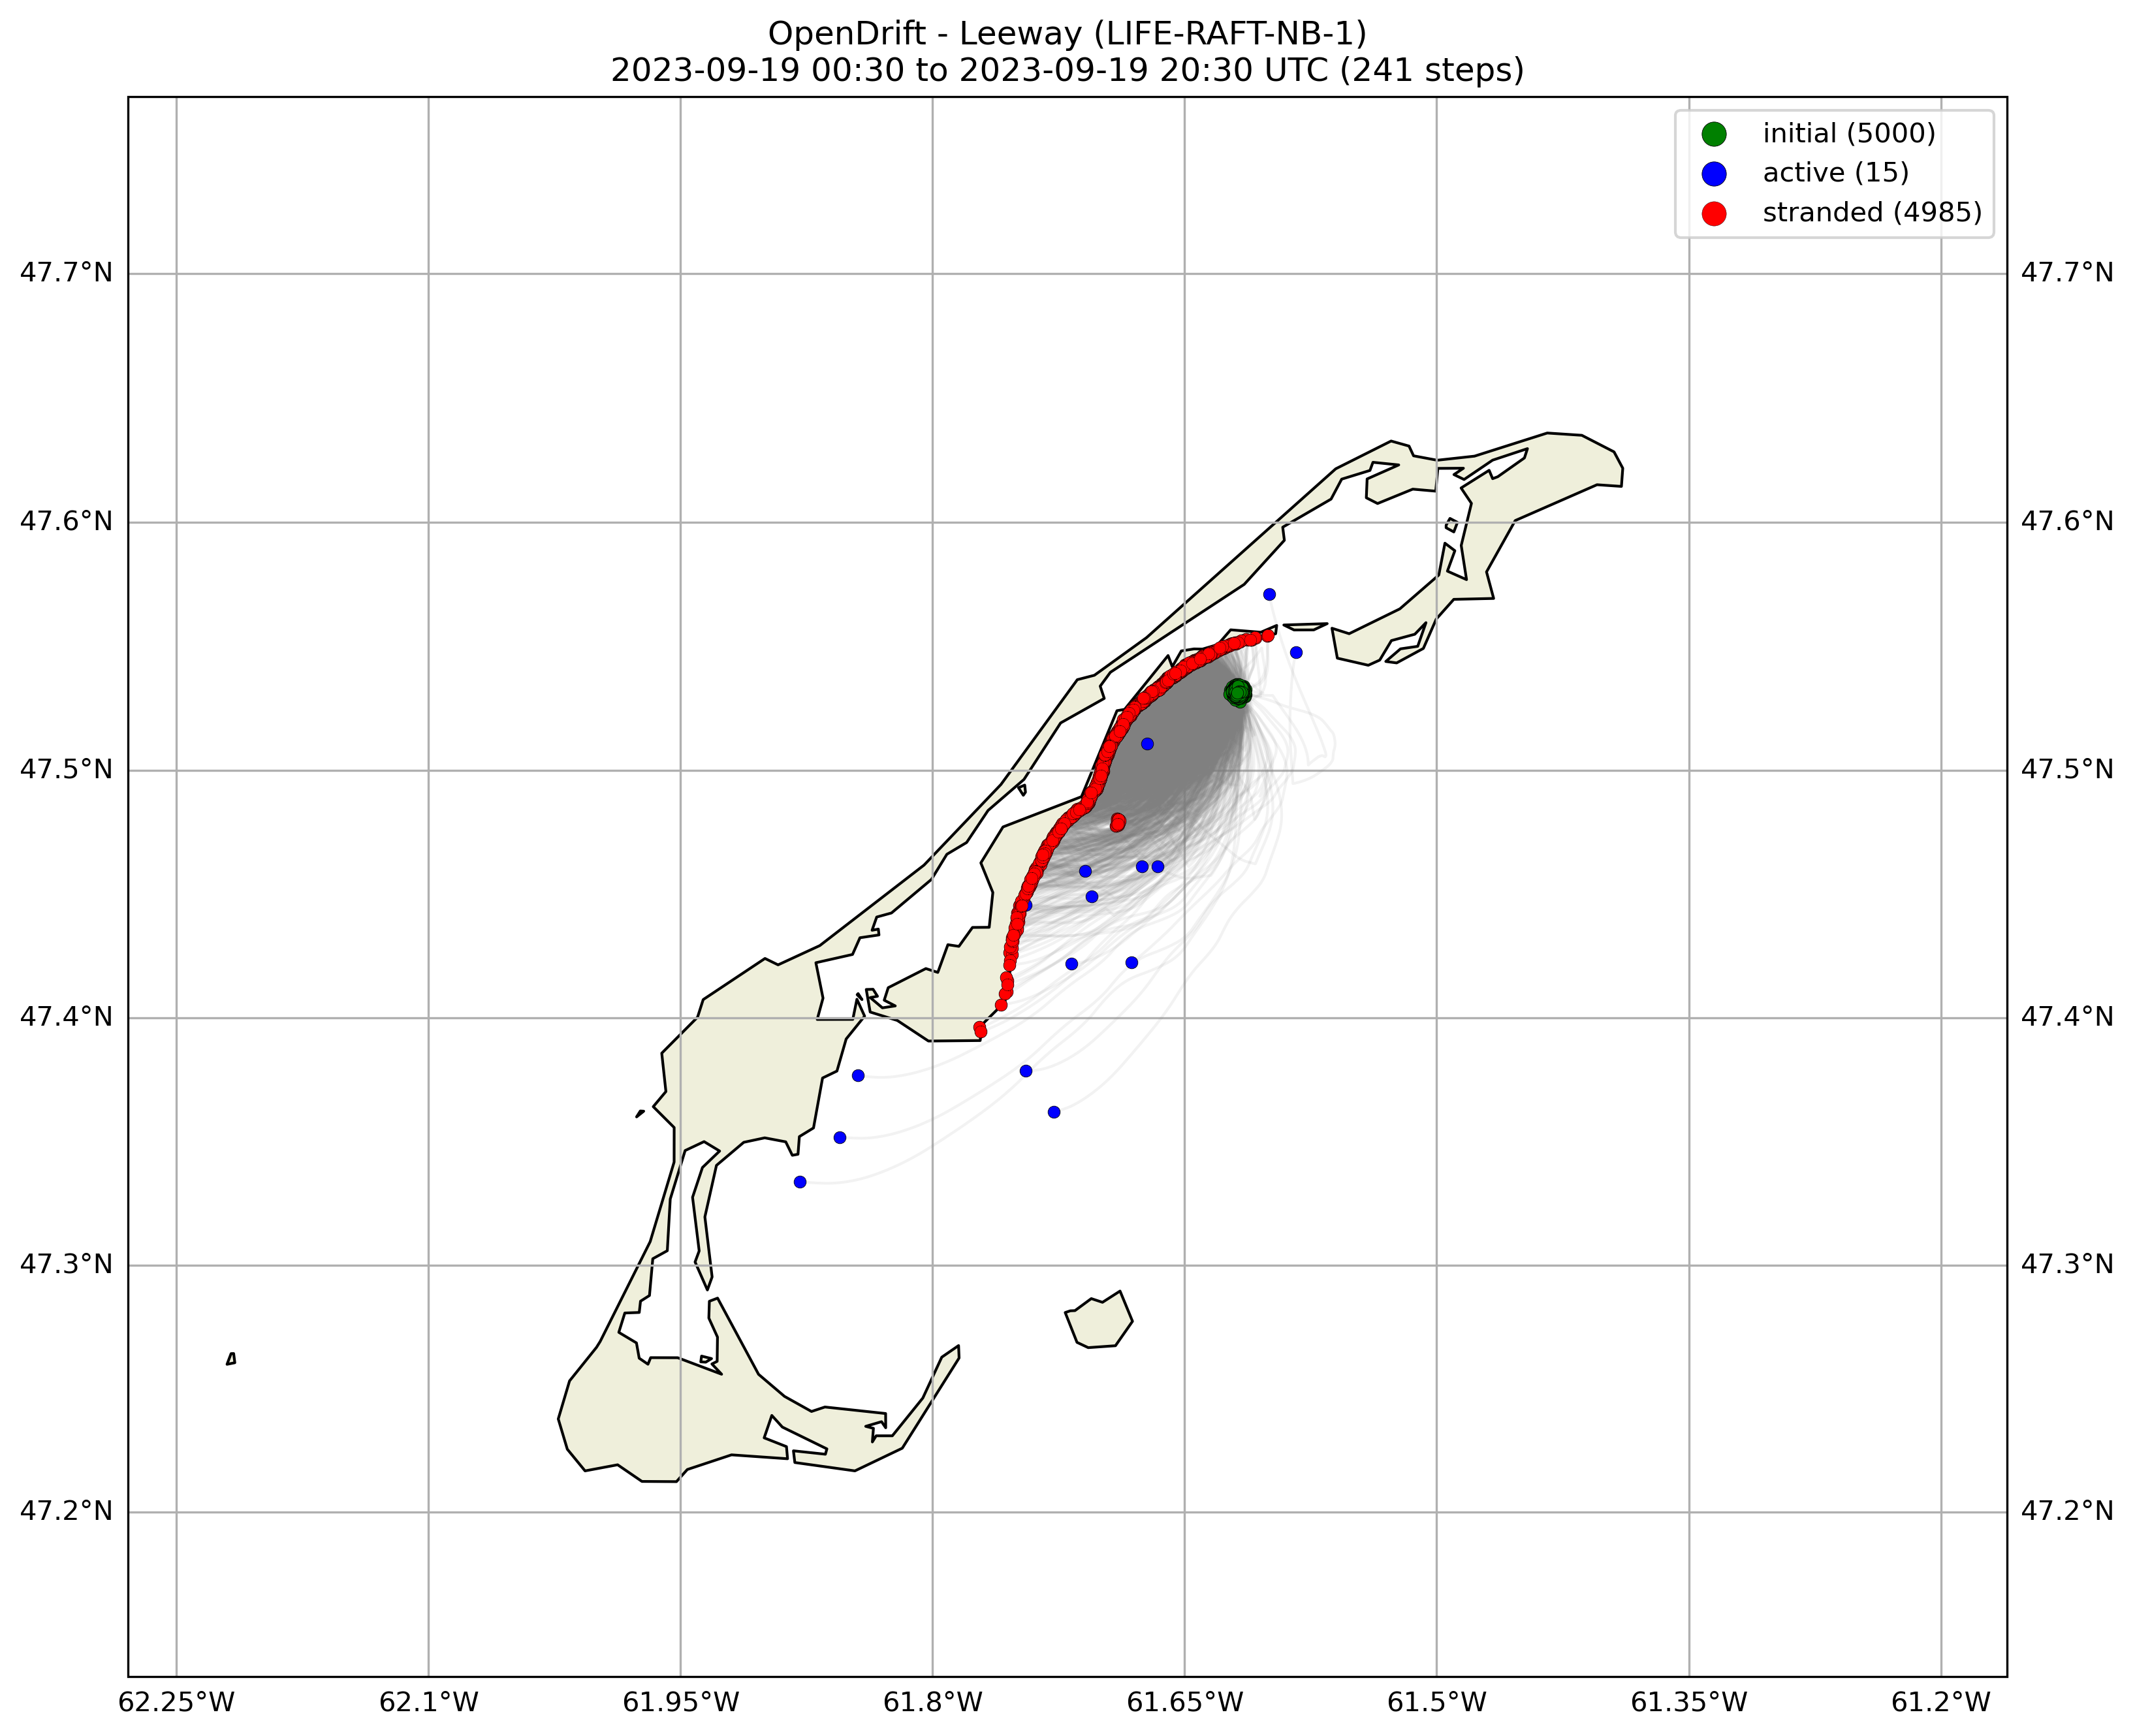 OpenDrift - Leeway (LIFE-RAFT-NB-1)
2023-09-19 00:30 to 2023-09-19 20:30 UTC (241 steps)
initial (5000)
active (15)
stranded (4985)
47.7°N
47.7°N
47.6°N
47.6°N
47.5°N
47.5°N
47.4°N
47.4°N
47.3°N
47.3°N
47.2°N
47.2°N
62.25°W
62.1°W
61.95°W
61.8°W
61.65°W
61.5°W
61.35°W
61.2°W